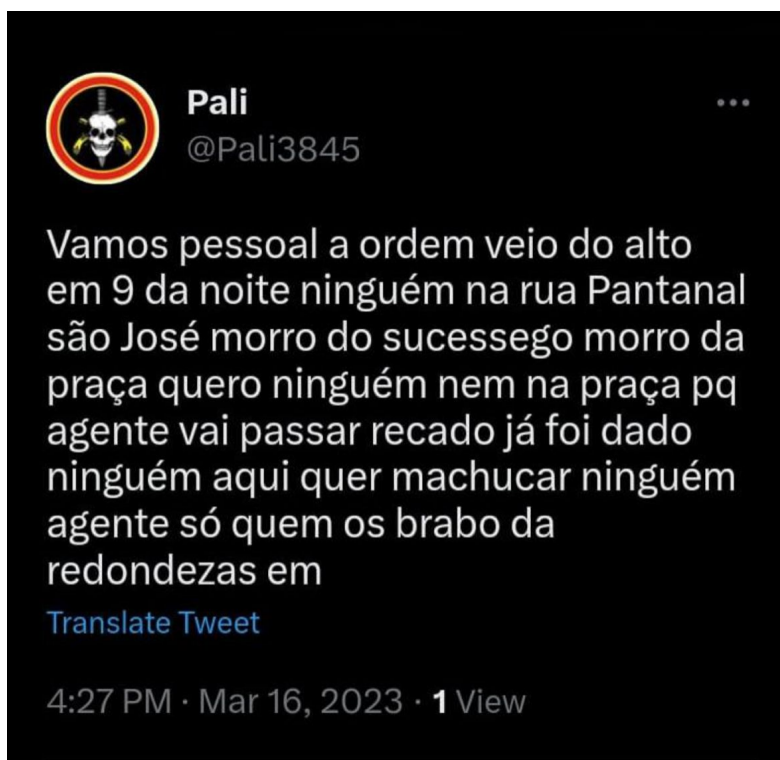 Pali
@Pali3845
Vamos pessoal a ordem veio do alto
em 9 da noite ninguém na rua Pantanal
são José morro do sucessego morro da
praça quero ninguém nem na praça pq
agente vai passar recado já foi dado
ninguém aqui quer machucar ninguém
agente só quem os brabo da
redondezas em
Translate Tweet
4:27 PM · Mar 16, 2023 · 1 View